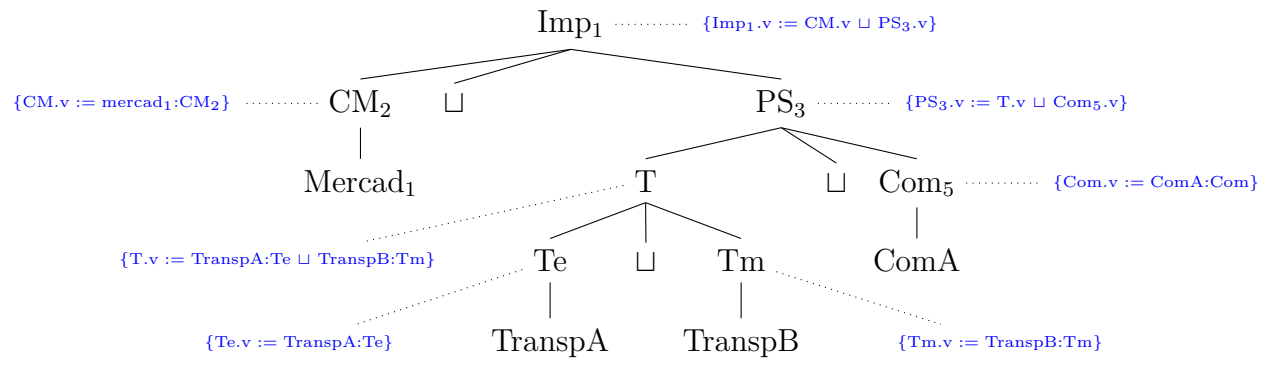 Imp₁ {Imp₁.v := CM.v ⊔ PS₃.v}
{CM.v := mercad₁:CM₂} CM₂ ⊔ PS₃ {PS₃.v := T.v ⊔ Com₅.v}
Mercad₁ T ⊔ Com₅ {Com.v := ComA:Com}
{T.v := TranspA:Te ⊔ TranspB:Tm} Te ⊔ Tm ComA
{Te.v := TranspA:Te} TranspA TranspB {Tm.v := TranspB:Tm}